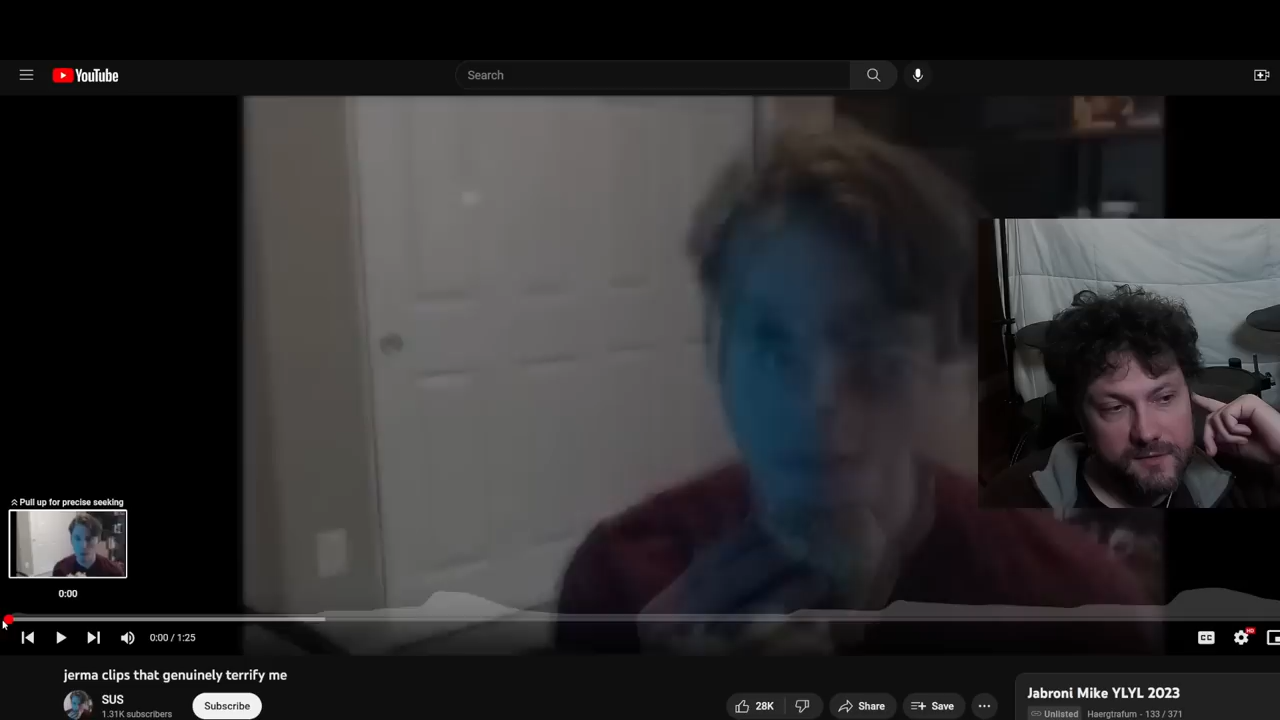 YouTube
Search
Pull up for precise seeking
0:00
0:00 / 1:25
HD
jerma clips that genuinely terrify me
SUS
1.31K subscribers
Subscribe
28K
Share
Save
Jabroni Mike YLYL 2023
Unlisted
Haergtrafum - 133 / 371